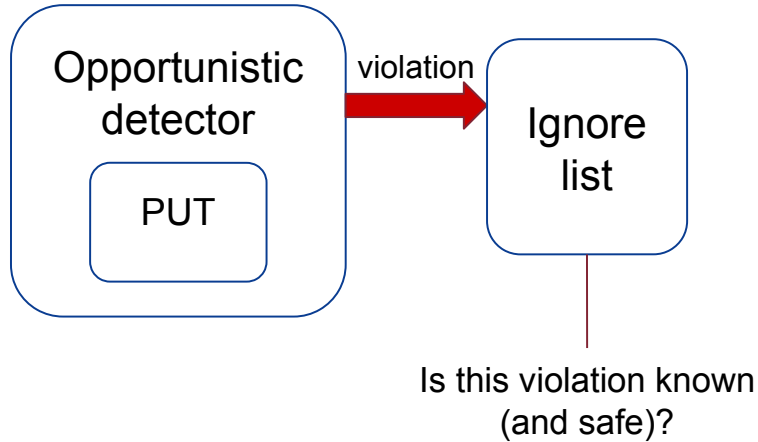 Opportunistic
detector
PUT
violation
Ignore
list
Is this violation known
(and safe)?